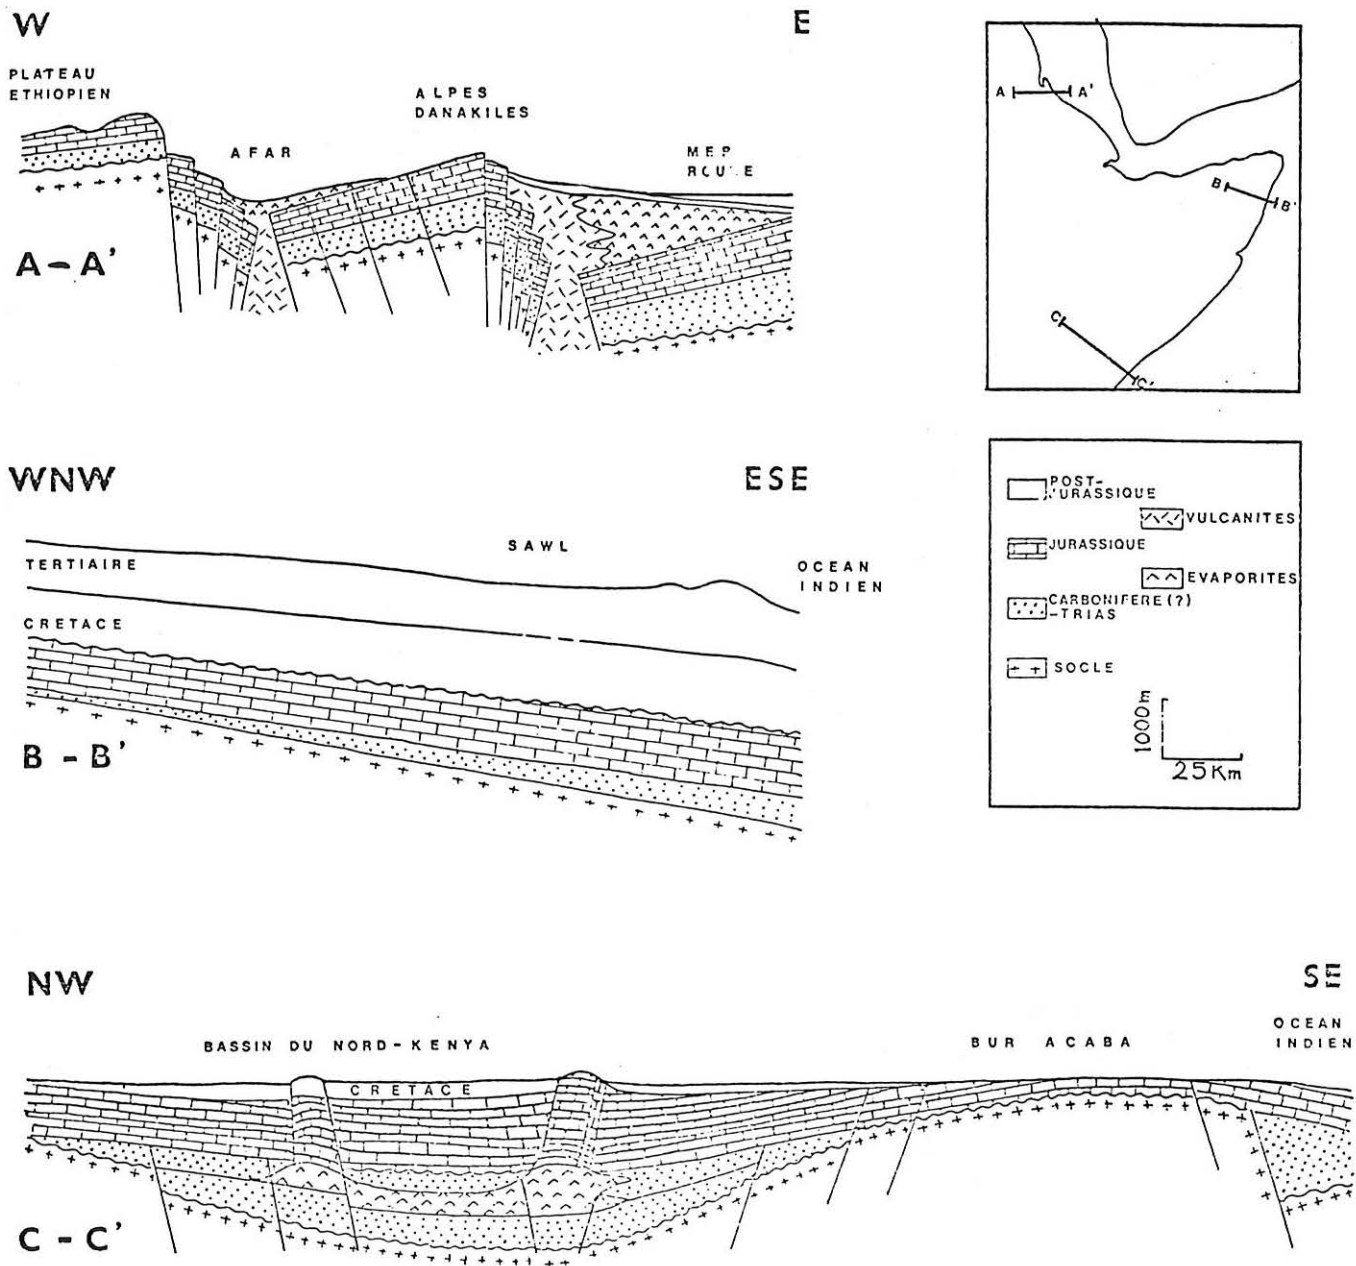 W
E
PLATEAU
ETHIOPIEN
AFAR
ALPES
DANAKILES
MER
A-A'
A
A'
B
B'
C
C'
WNW
ESE
SAWL
TERTIAIRE
OCEAN
INDIEN
CRETACE
B-B'
POST-
JURASSIQUE
VULCANITES
JURASSIQUE
EVAPORITES
CARBONIFERE(?)
-TRIAS
SOCLE
1000m
25Km
NW
SE
BASSIN DU NORD-KENYA
BUR ACABA
OCEAN
INDIEN
CRETACE
C-C'